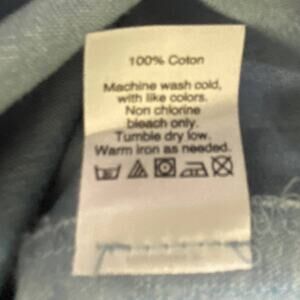 100% Coton
Machine wash cold,
with like colors.
Non chlorine
bleach only.
Tumble dry low.
Warm iron as needed.